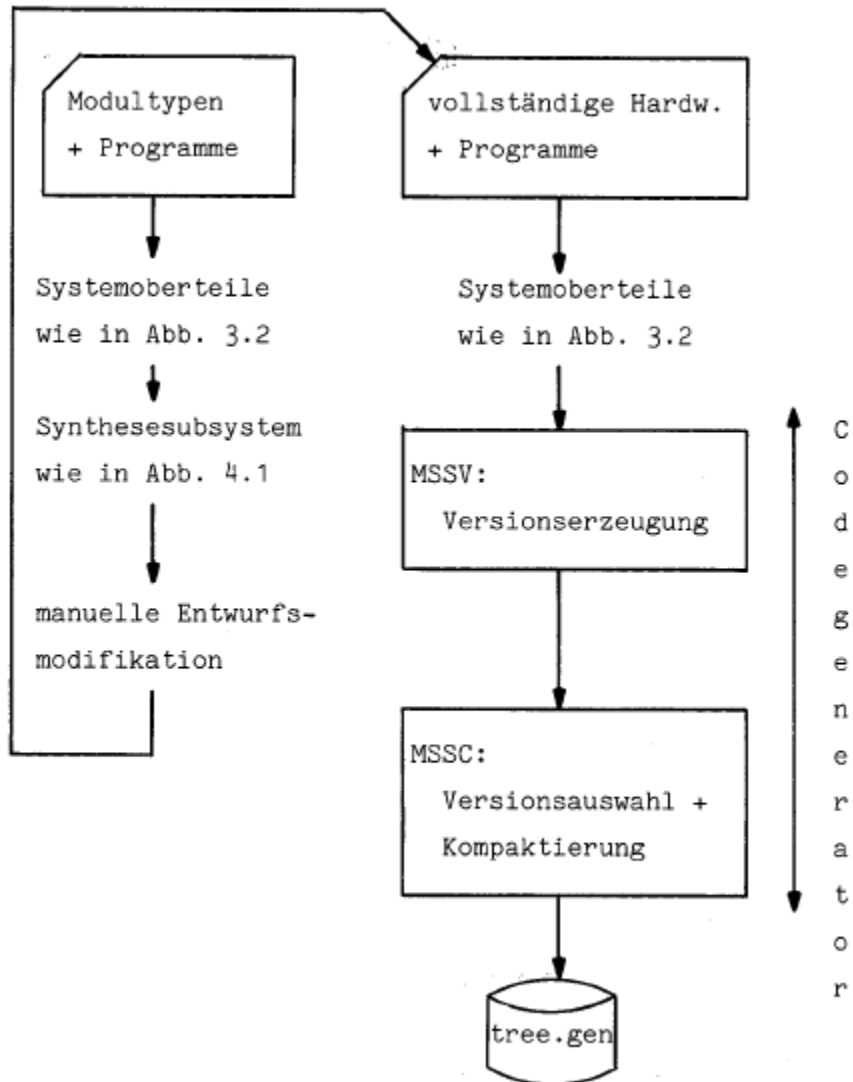 Modultypen
+ Programme
Systemoberteile
wie in Abb. 3.2
Synthesesubsystem
wie in Abb. 4.1
manuelle Entwurfs-
modifikation
vollständige Hardw.
+ Programme
Systemoberteile
wie in Abb. 3.2
MSSV:
Versionserzeugung
MSSC:
Versionsauswahl +
Kompaktierung
tree.gen
Codegenerator